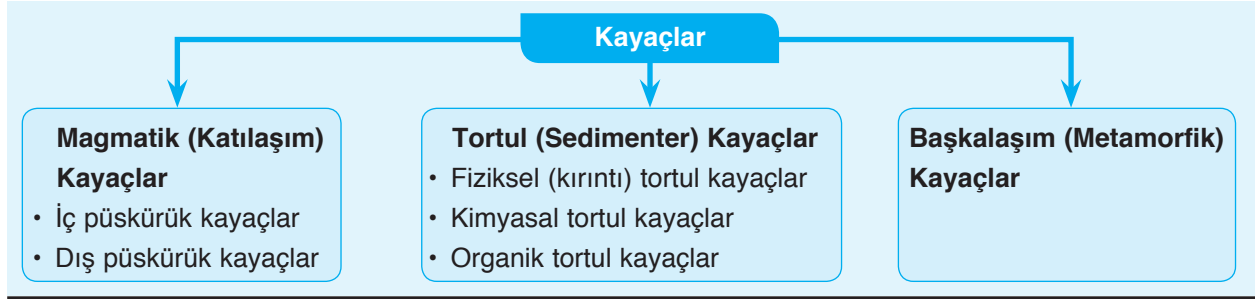 Kayaçlar
Magmatik (Katılaşım)
Kayaçlar
• İç püskürük kayaçlar
• Dış püskürük kayaçlar
Tortul (Sedimenter) Kayaçlar
• Fiziksel (kırıntı) tortul kayaçlar
• Kimyasal tortul kayaçlar
• Organik tortul kayaçlar
Başkalaşım (Metamorfik)
Kayaçlar